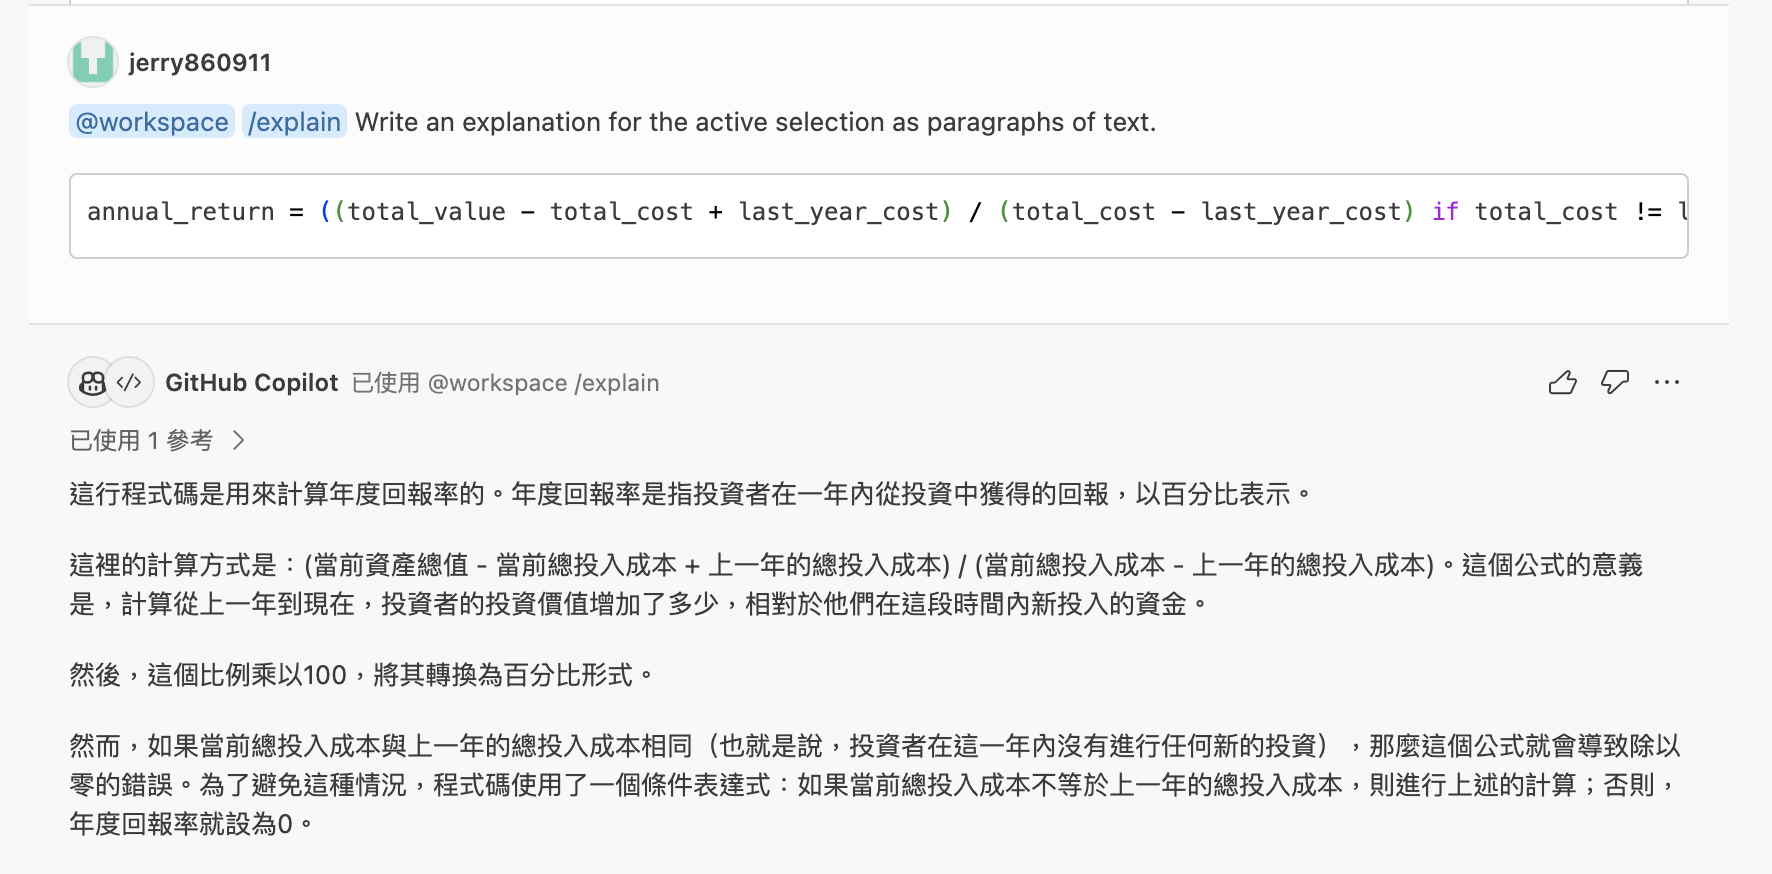 jerry860911
@workspace /explain Write an explanation for the active selection as paragraphs of text.
annual_return = ((total_value - total_cost + last_year_cost) / (total_cost - last_year_cost) if total_cost != l
GitHub Copilot 已使用 @workspace /explain
已使用 1 參考
這行程式碼是用來計算年度回報率的。年度回報率是指投資者在一年內從投資中獲得的回報，以百分比表示。
這裡的計算方式是：(當前資產總值 - 當前總投入成本 + 上一年的總投入成本) / (當前總投入成本 - 上一年的總投入成本)。這個公式的意義
是，計算從上一年到現在，投資者的投資價值增加了多少，相對於他們在這段時間內新投入的資金。
然後，這個比例乘以100，將其轉換為百分比形式。
然而，如果當前總投入成本與上一年的總投入成本相同（也就是說，投資者在這一年內沒有進行任何新的投資），那麼這個公式就會導致除以
零的錯誤。為了避免這種情況，程式碼使用了一個條件表達式：如果當前總投入成本不等於上一年的總投入成本，則進行上述的計算；否則，
年度回報率就設為0。